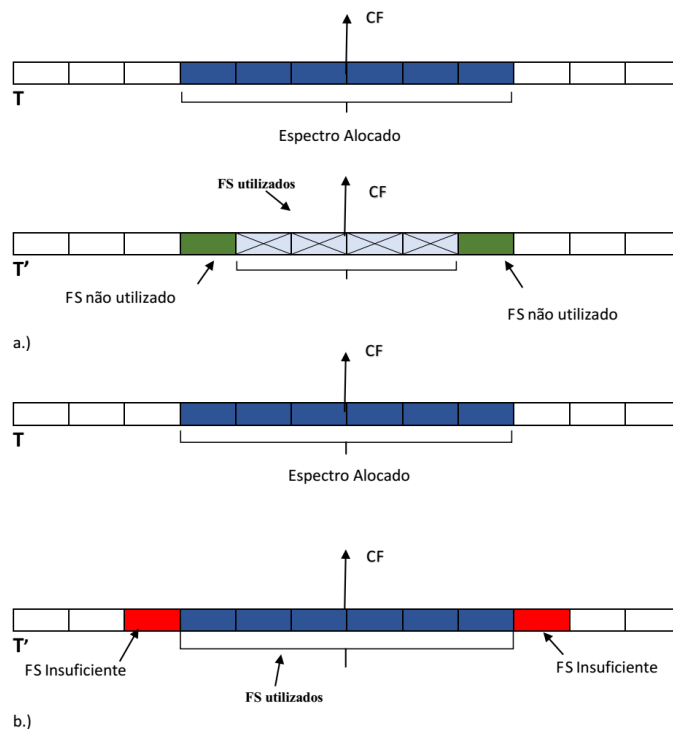 CF
T
Espectro Alocado
FS utilizados
CF
T’
FS não utilizado
FS não utilizado
a.)
CF
T
Espectro Alocado
CF
T’
FS Insuficiente
FS Insuficiente
FS utilizados
b.)